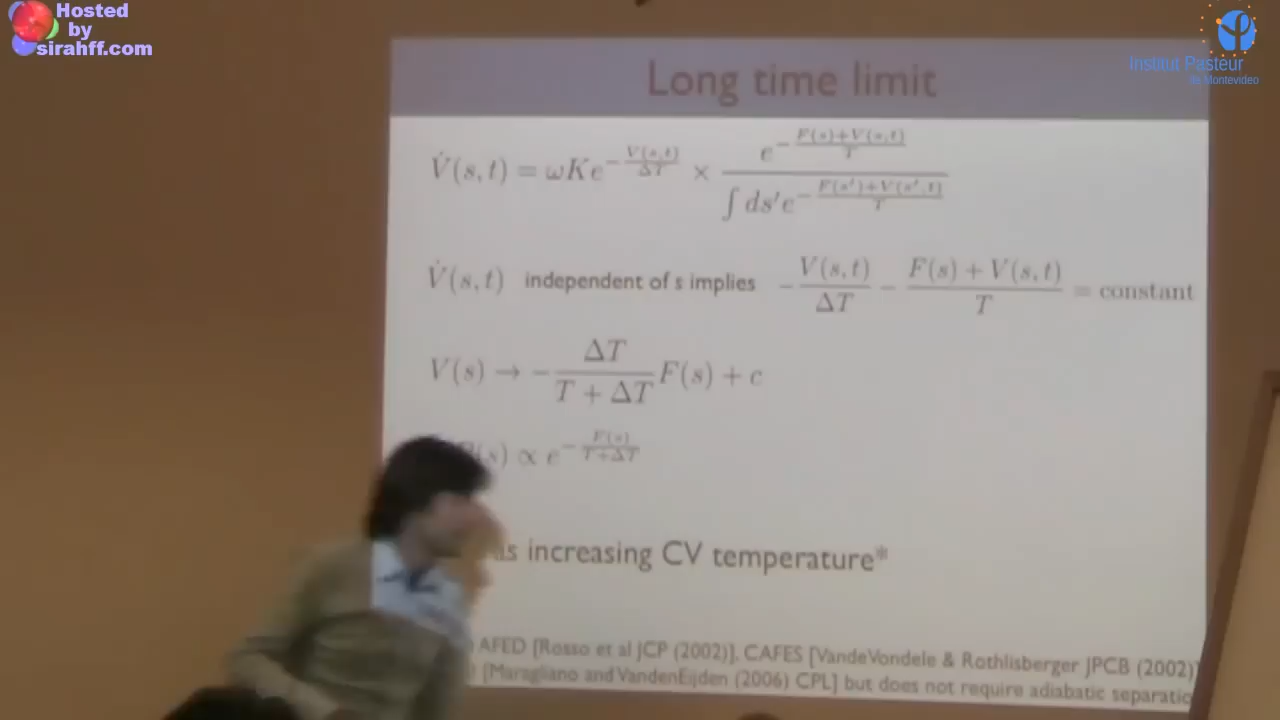 Hosted
by
sirahff.com
Institut Pasteur
de Montevideo
Long time limit
V̇(s,t) = ωKe^{-V(s,t)/ΔT} × e^{-(F(s)+V(s,t))/T} / ∫ds′e^{-(F(s′)+V(s′,t))/T}
V̇(s,t) independent of s implies -V(s,t)/ΔT - (F(s)+V(s,t))/T = constant
V(s) → -ΔT/(T+ΔT) F(s) + c
(s) ∝ e^{-F(s)/(T+ΔT)}
as increasing CV temperature*
AFED [Rosso et al JCP (2002)], CAFES [VandeVondele & Rothlisberger JPCB (2002)]
[Maragliano and VandenEijden (2006) CPL] but does not require adiabatic separatio